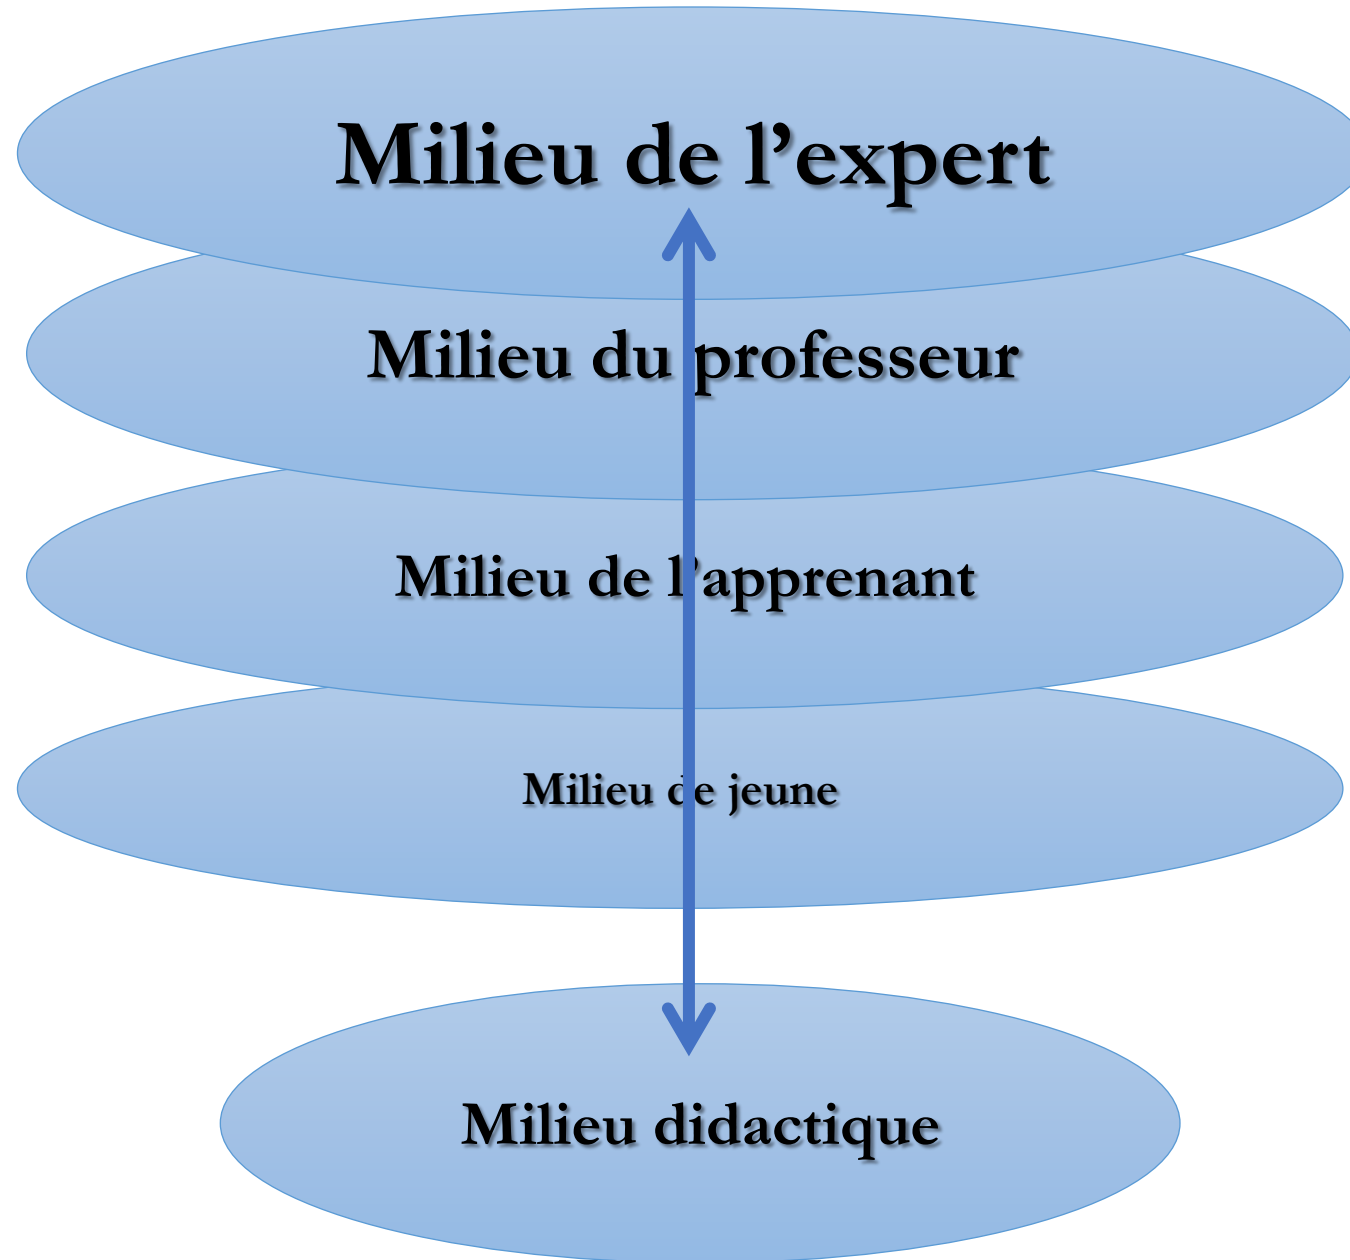 Milieu de l’expert
Milieu du professeur
Milieu de l’apprenant
Milieu de jeune
Milieu didactique